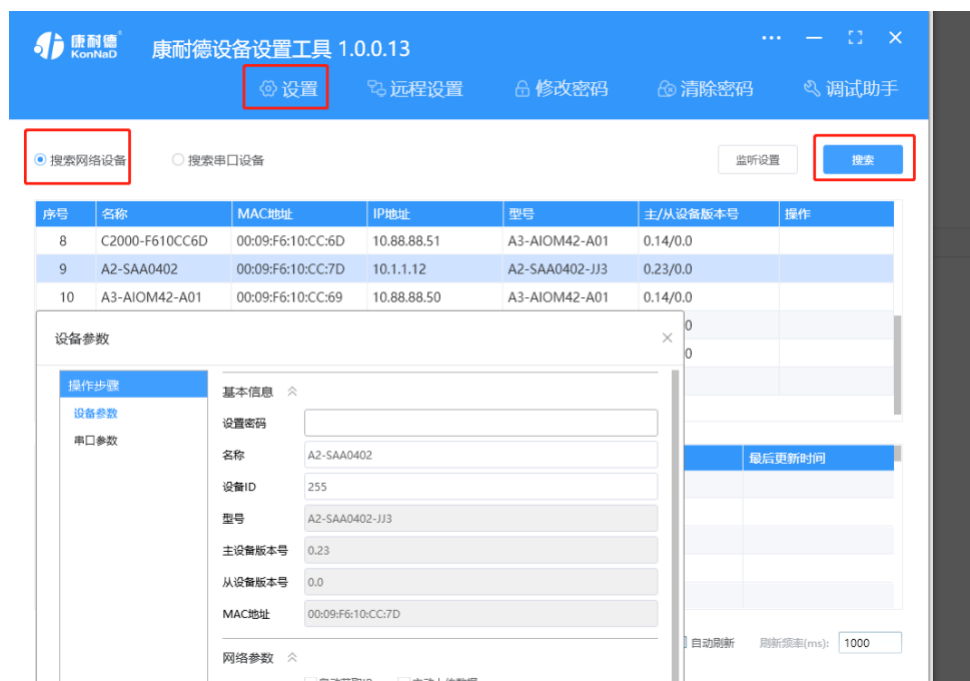 康耐德
KonNaD
康耐德设备设置工具 1.0.0.13
设置 远程设置 修改密码 清除密码 调试助手
搜索网络设备 搜索串口设备 监听设置 搜索
序号 名称 MAC地址 IP地址 型号 主/从设备版本号 操作
8 C2000-F610CC6D 00:09:F6:10:CC:6D 10.88.88.51 A3-AIOM42-A01 0.14/0.0
9 A2-SAA0402 00:09:F6:10:CC:7D 10.1.1.12 A2-SAA0402-JJ3 0.23/0.0
10 A3-AIOM42-A01 00:09:F6:10:CC:69 10.88.88.50 A3-AIOM42-A01 0.14/0.0
设备参数
操作步骤
设备参数
串口参数
基本信息
设置密码
名称 A2-SAA0402
设备ID 255
型号 A2-SAA0402-JJ3
主设备版本号 0.23
从设备版本号 0.0
MAC地址 00:09:F6:10:CC:7D
网络参数
最后更新时间
自动刷新 刷新频率(ms): 1000